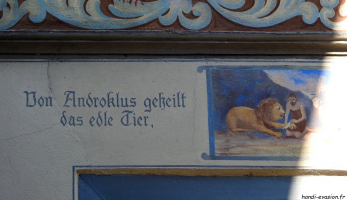 Von Androklus geheilt
das edle Tier,
handi-evasion.fr